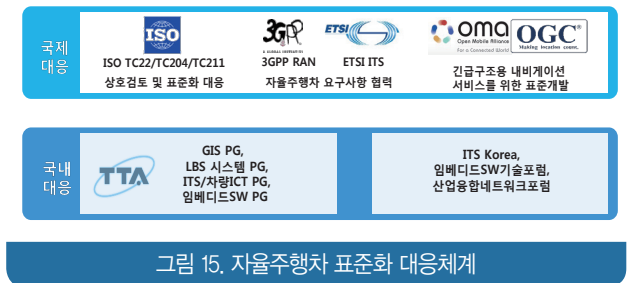 국제
대응
ISO
ISO TC22/TC204/TC211
상호검토 및 표준화 대응
3GPP
A GLOBAL INITIATIVE
ETSI
3GPP RAN
ETSI ITS
자율주행차 요구사항 협력
oma
Open Mobile Alliance
For a Connected World
OGC
Making location count.
긴급구조용 내비게이션
서비스를 위한 표준개발
국내
대응
TTA
GIS PG,
LBS 시스템 PG,
ITS/차량ICT PG,
임베디드SW PG
ITS Korea,
임베디드SW기술포럼,
산업융합네트워크포럼
그림 15. 자율주행차 표준화 대응체계